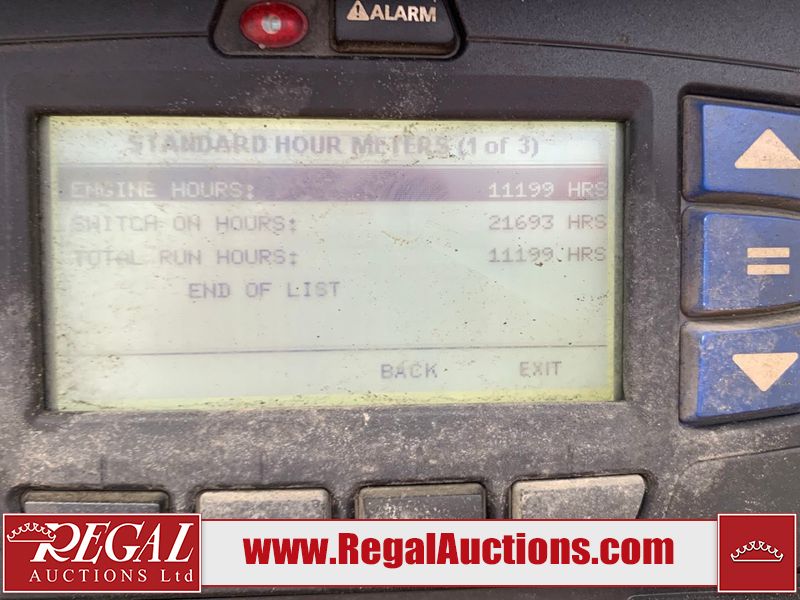 ⚠ALARM
STANDARD HOUR METERS (1 of 3)
ENGINE HOURS: 11199 HRS
SWITCH ON HOURS: 21693 HRS
TOTAL RUN HOURS: 11199 HRS
END OF LIST
BACK EXIT
=
REGAL
AUCTIONS Ltd
www.RegalAuctions.com